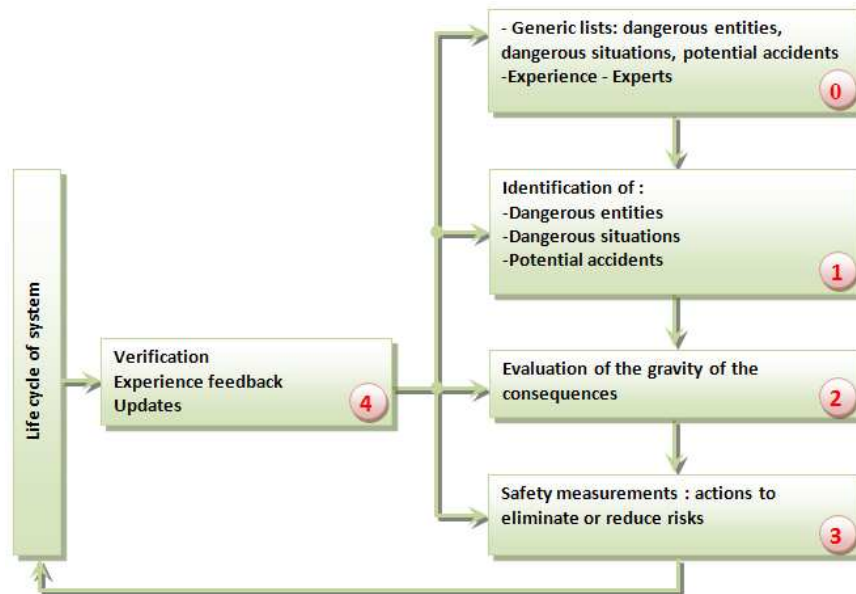 - Generic lists: dangerous entities,
dangerous situations, potential accidents
-Experience - Experts
0
Identification of :
-Dangerous entities
-Dangerous situations
-Potential accidents
1
Life cycle of system
Verification
Experience feedback
Updates
4
Evaluation of the gravity of the
consequences
2
Safety measurements : actions to
eliminate or reduce risks
3